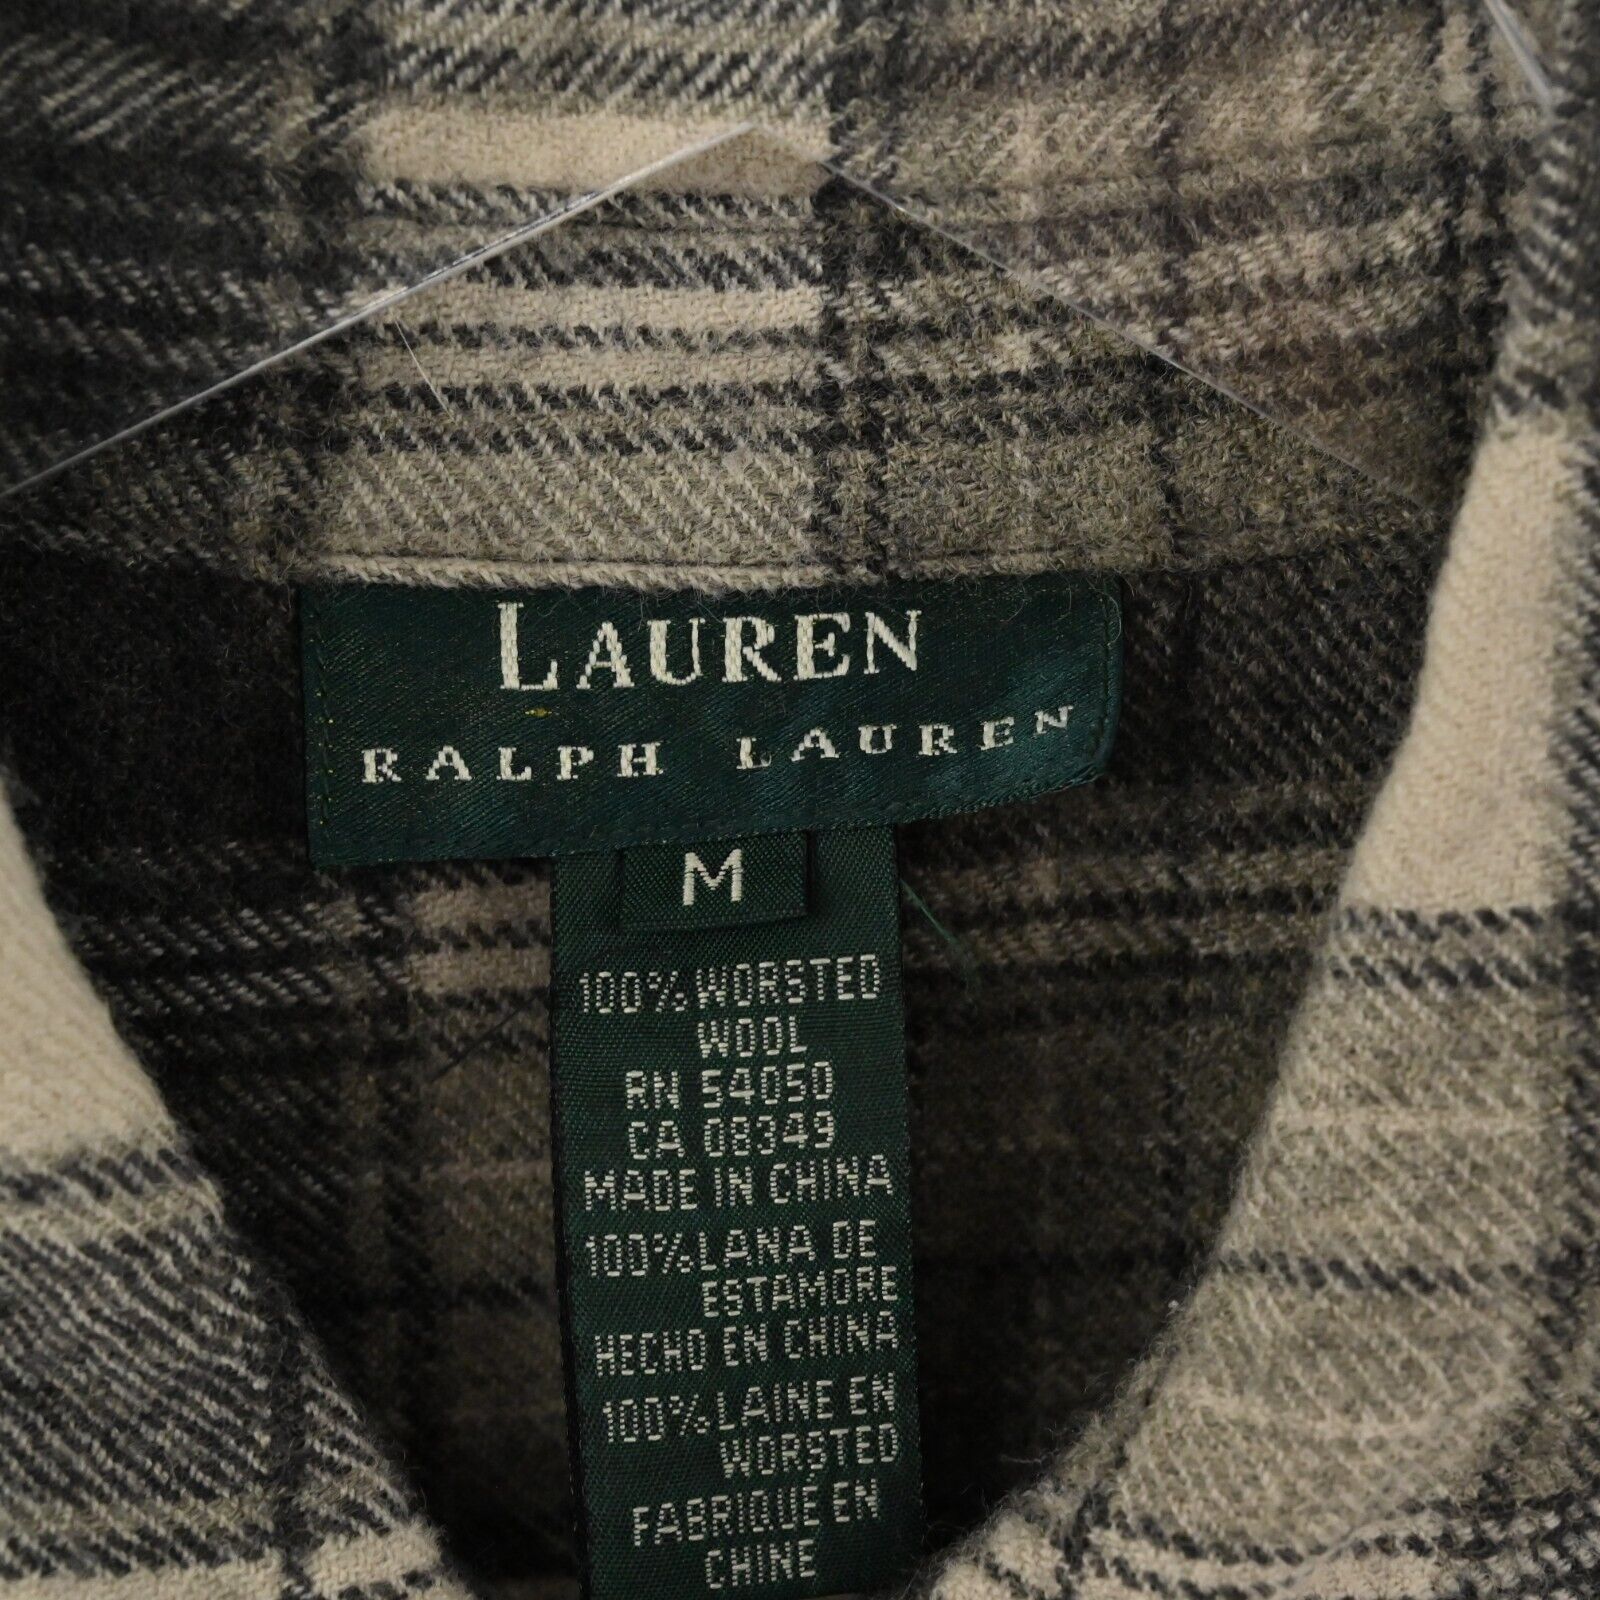 LAUREN
RALPH LAUREN
M
100% WORSTED
WOOL
RN 54050
CA 08349
MADE IN CHINA
100% LANA DE
ESTAMORE
HECHO EN CHINA
100% LAINE EN
WORSTED
FABRIQUÉ EN
CHINE